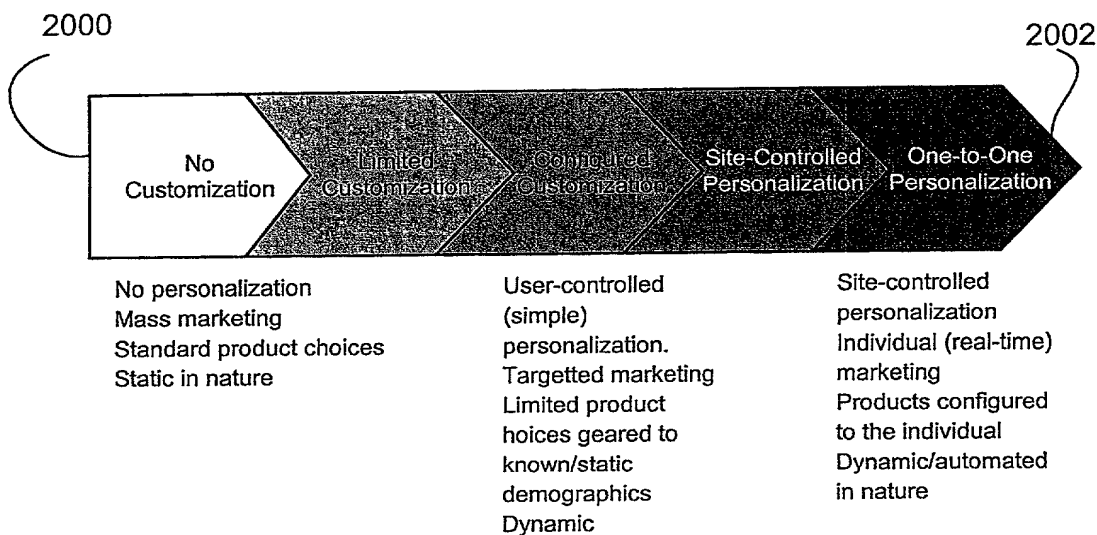 2000
2002
No
Customization
Limited
Customization
Configured
Customization
Site-Controlled
Personalization
One-to-One
Personalization
No personalization
Mass marketing
Standard product choices
Static in nature
User-controlled
(simple)
personalization.
Targetted marketing
Limited product
hoices geared to
known/static
demographics
Dynamic
Site-controlled
personalization
Individual (real-time)
marketing
Products configured
to the individual
Dynamic/automated
in nature